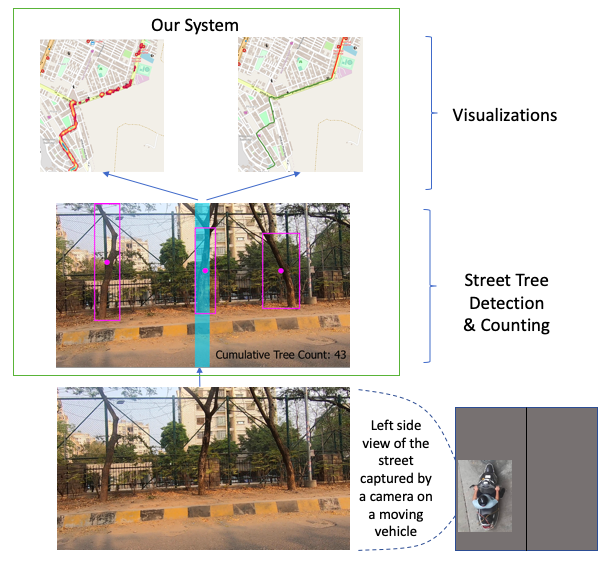 Our System
Visualizations
Street Tree
Detection
& Counting
Cumulative Tree Count: 43
Left side
view of the
street
captured by
a camera on
a moving
vehicle